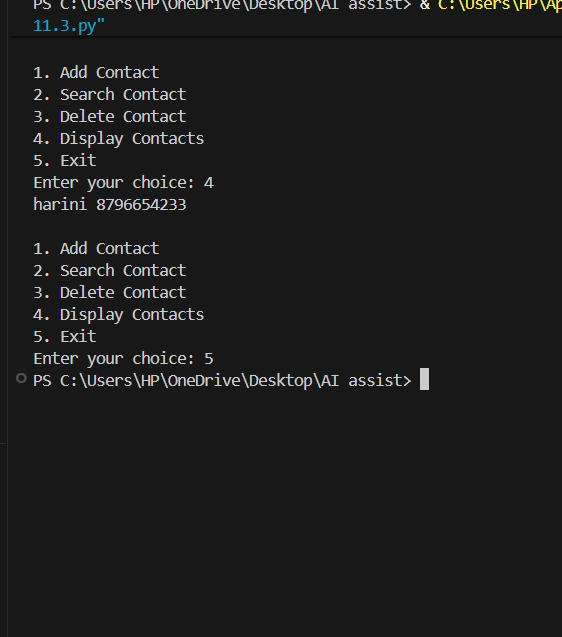 PS C:\Users\HP\OneDrive\Desktop\AI assist> & C:\Users\HP\Ap
11.3.py"
1. Add Contact
2. Search Contact
3. Delete Contact
4. Display Contacts
5. Exit
Enter your choice: 4
harini 8796654233
1. Add Contact
2. Search Contact
3. Delete Contact
4. Display Contacts
5. Exit
Enter your choice: 5
PS C:\Users\HP\OneDrive\Desktop\AI assist>